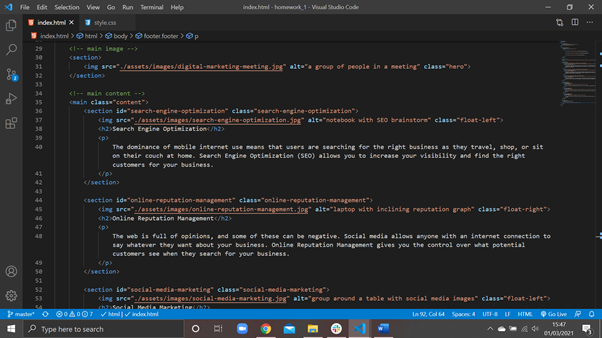 File Edit Selection View Go Run Terminal Help index.html - homework_1 - Visual Studio Code
index.html style.css
index.html > html > body > footer.footer > p
29 <!-- main image -->
30 <section>
31 <img src="./assets/images/digital-marketing-meeting.jpg" alt="a group of people in a meeting" class="hero">
32 </section>
33
34 <!-- main content -->
35 <main class="content">
36 <section id="search-engine-optimization" class="search-engine-optimization">
37 <img src="./assets/images/search-engine-optimization.jpg" alt="notebook with SEO brainstorm" class="float-left">
38 <h2>Search Engine Optimization</h2>
39 <p>
40 The dominance of mobile internet use means that users are searching for the right business as they travel, shop, or sit
on their couch at home. Search Engine Optimization (SEO) allows you to increase your visibility and find the right
customers for your business.
41 </p>
42 </section>
43
44 <section id="online-reputation-management" class="online-reputation-management">
45 <img src="./assets/images/online-reputation-management.jpg" alt="laptop with inclining reputation graph" class="float-right">
46 <h2>Online Reputation Management</h2>
47 <p>
48 The web is full of opinions, and some of these can be negative. Social media allows anyone with an internet connection to
say whatever they want about your business. Online Reputation Management gives you the control over what potential
customers see when they search for your business.
49 </p>
50 </section>
51
52 <section id="social-media-marketing" class="social-media-marketing">
53 <img src="./assets/images/social-media-marketing.jpg" alt="group around a table with social media images" class="float-left">
54 <h2>Social Media Marketing</h2>
master* 0 0 7 html | index.html Ln 92, Col 64 Spaces: 4 UTF-8 LF HTML Go Live
Type here to search
15:47
01/03/2021